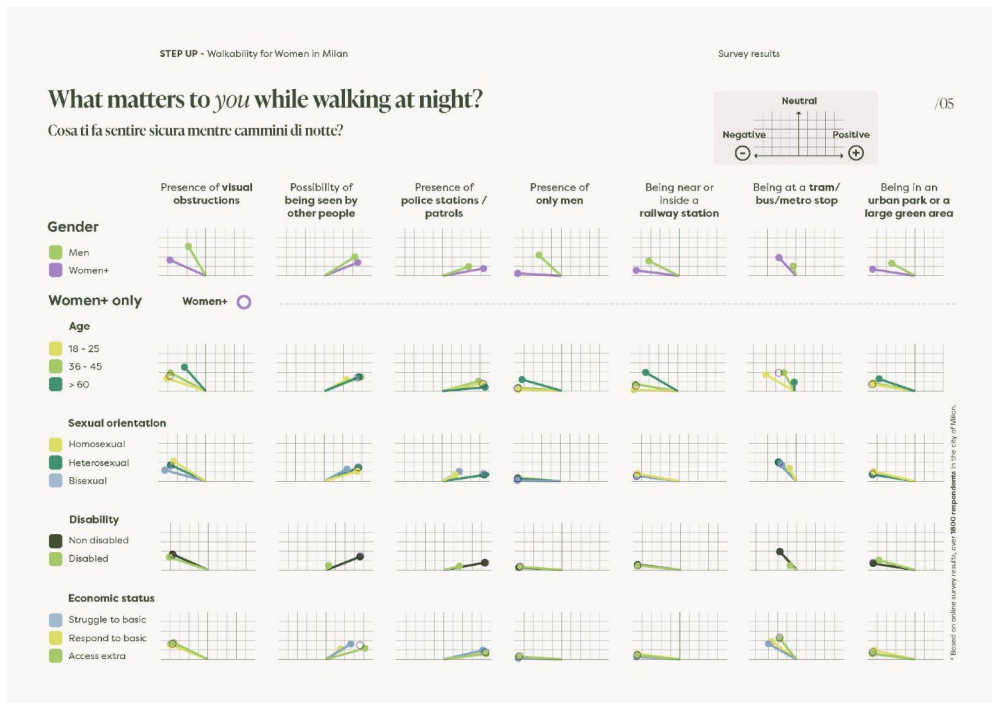 STEP UP - Walkability for Women in Milan
Survey results
What matters to you while walking at night?
Cosa ti fa sentire sicura mentre cammini di notte?
/05
Neutral
Negative
Positive
Presence of visual
obstructions
Possibility of
being seen by
other people
Presence of
police stations /
patrols
Presence of
only men
Being near or
inside a
railway station
Being at a tram/
bus/metro stop
Being in an
urban park or a
large green area
Gender
Men
Women+
Women+ only
Women+
Age
18 - 25
36 - 45
> 60
Sexual orientation
Homosexual
Heterosexual
Bisexual
Disability
Non disabled
Disabled
Economic status
Struggle to basic
Respond to basic
Access extra
* Based on online survey results, over 1800 respondents in the city of Milan.